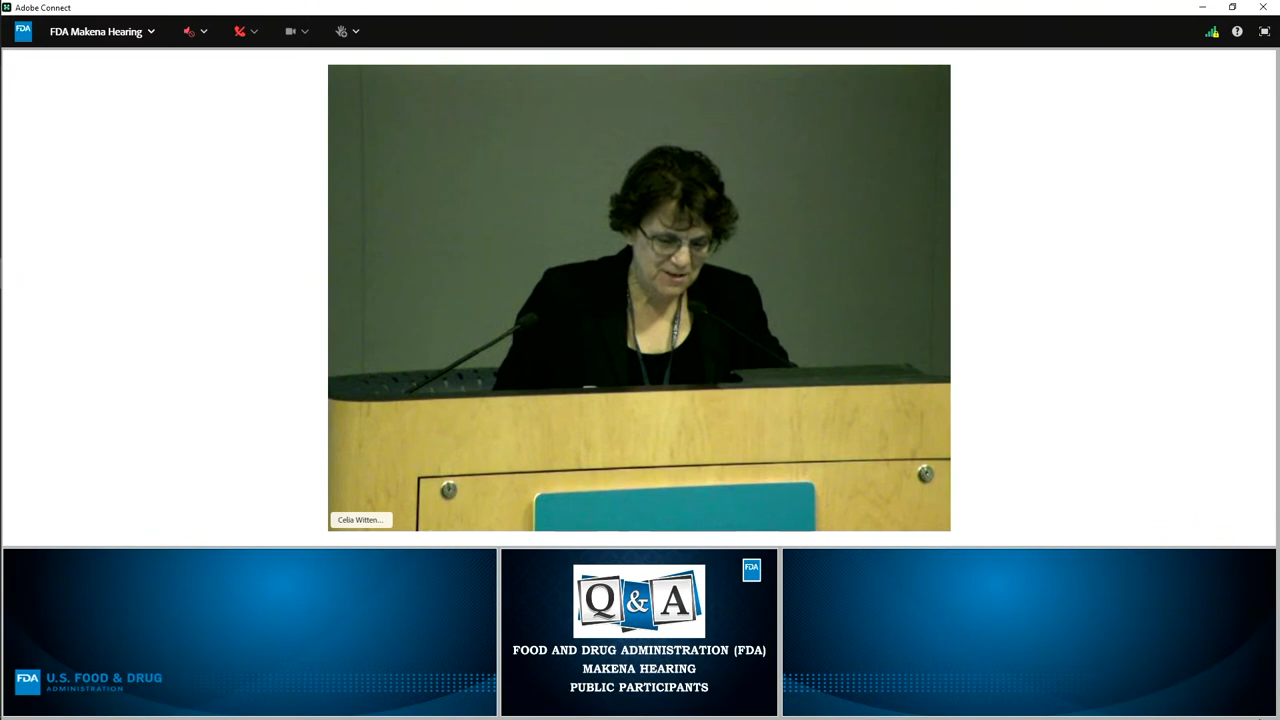 Adobe Connect
FDA
FDA Makena Hearing
Celia Witten...
Q & A
FDA
FOOD AND DRUG ADMINISTRATION (FDA)
MAKENA HEARING
PUBLIC PARTICIPANTS
FDA
U.S. FOOD & DRUG
ADMINISTRATION